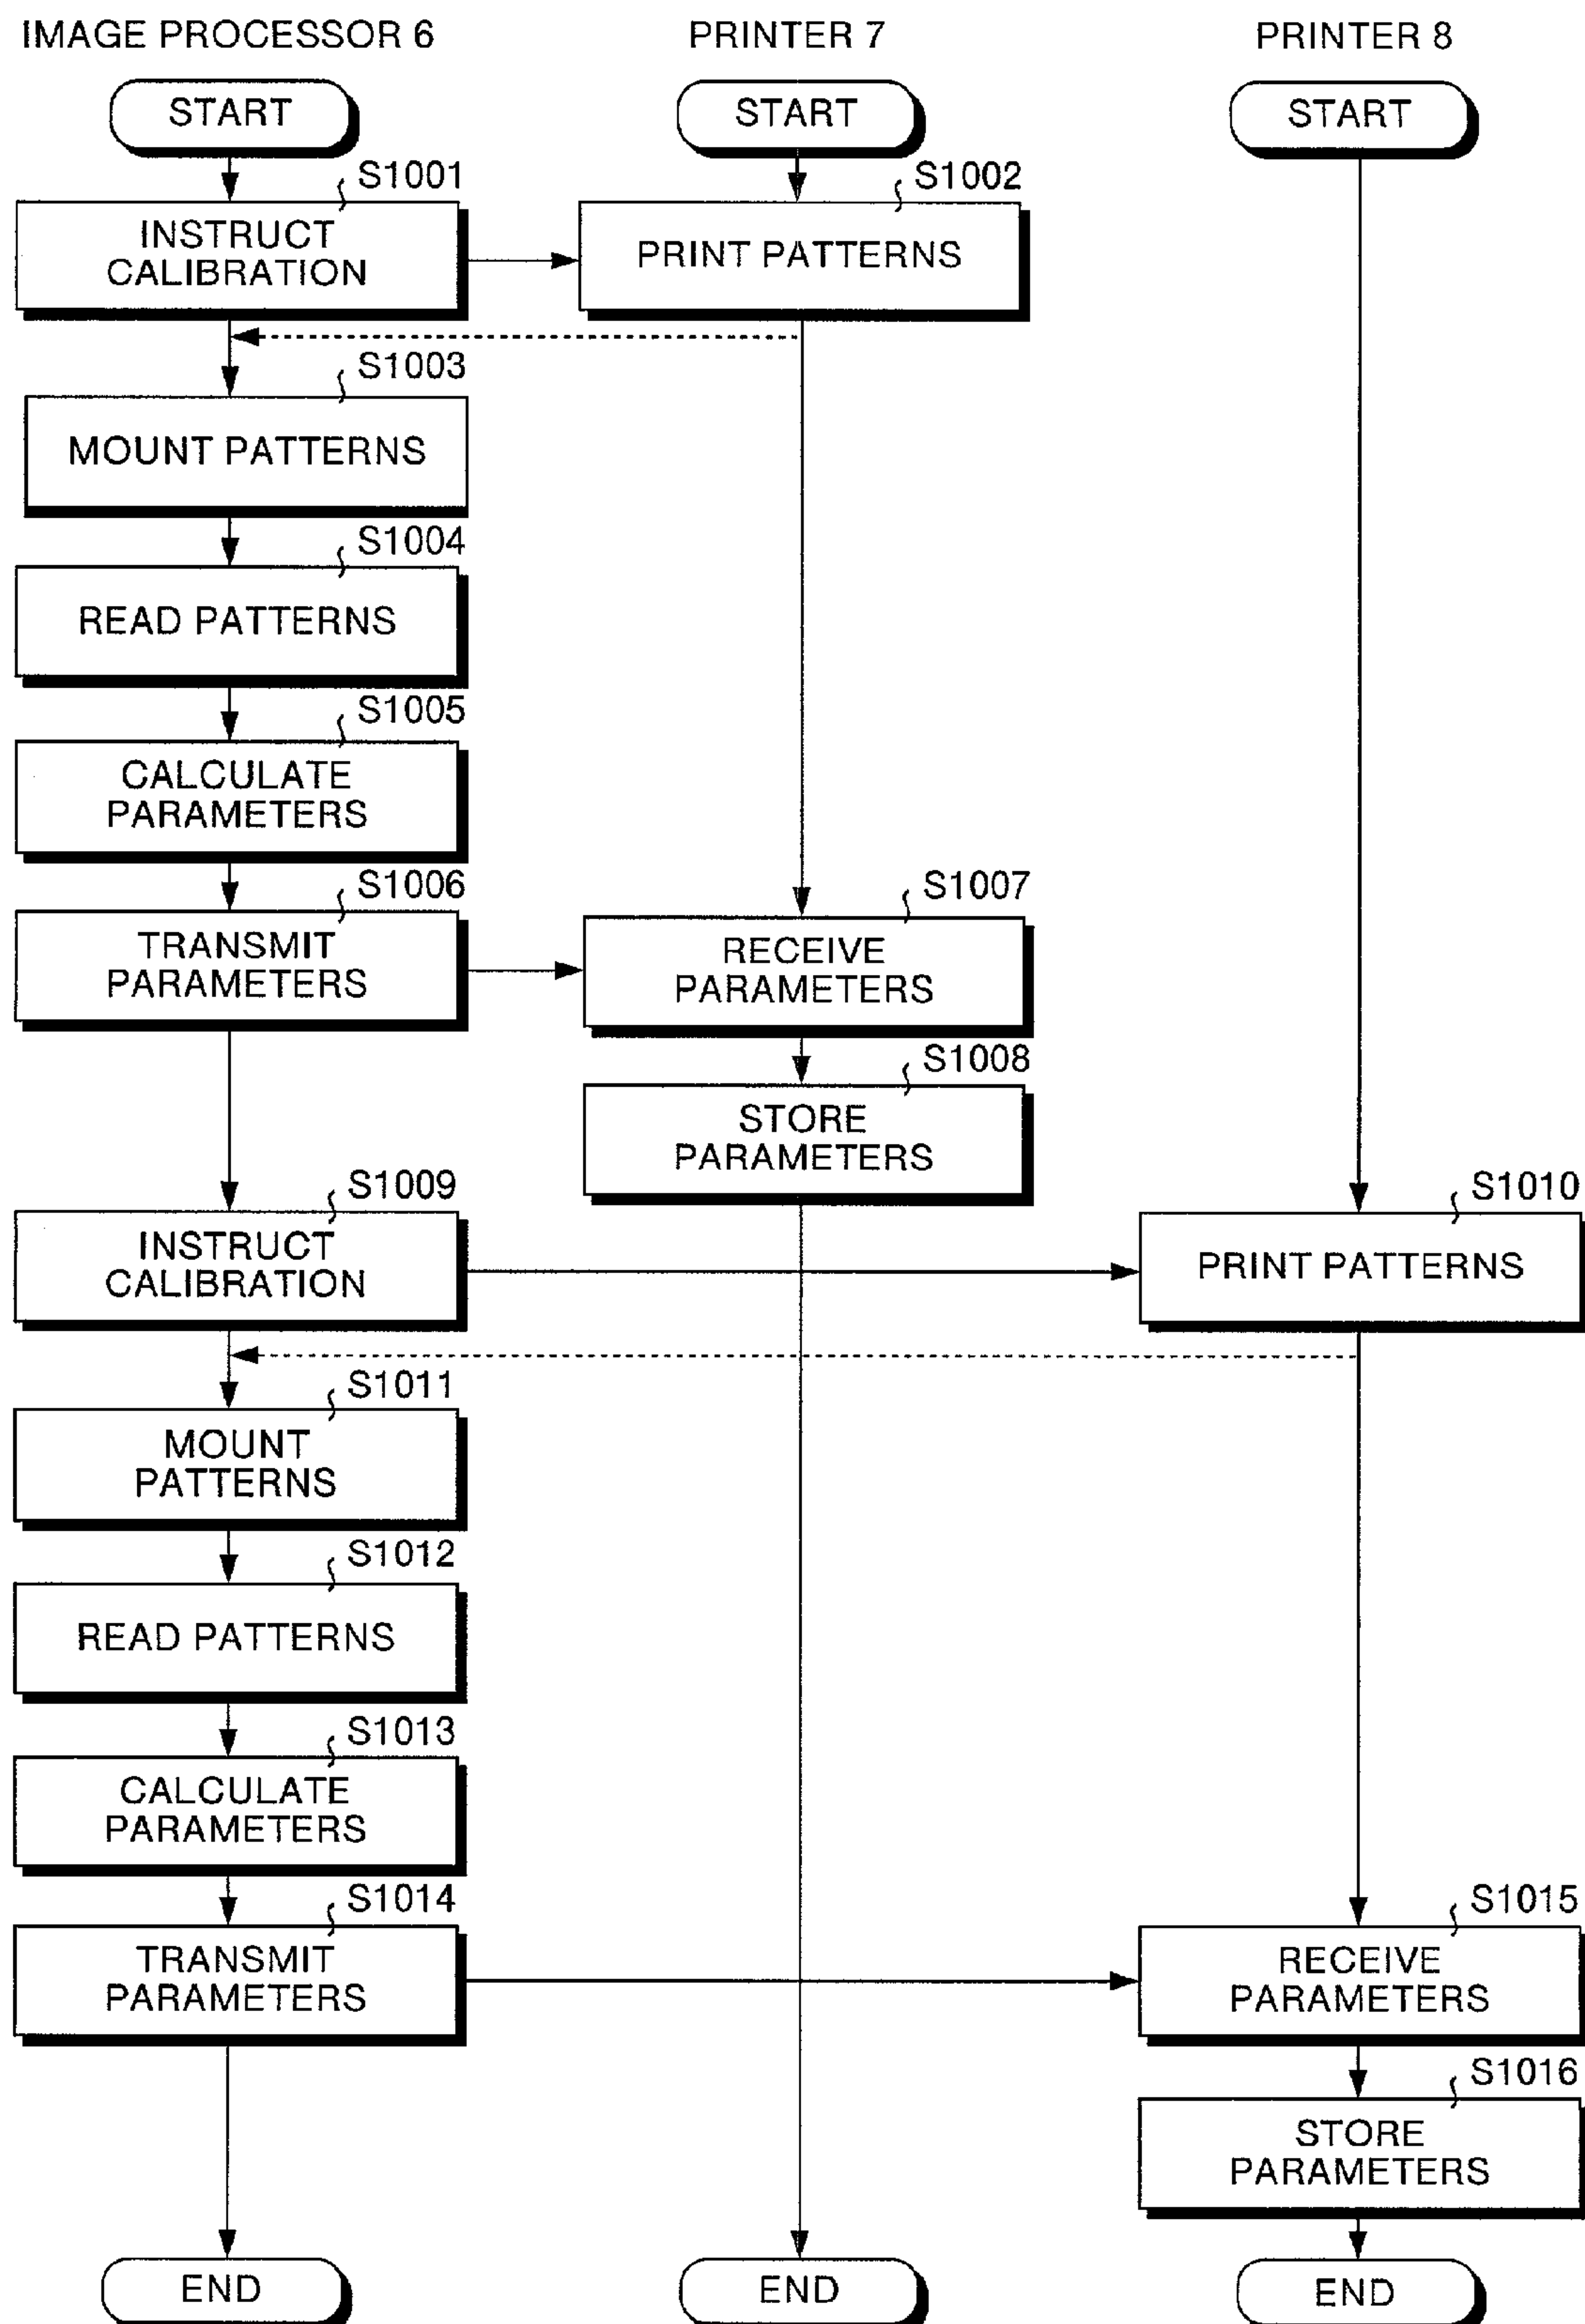 IMAGE PROCESSOR 6
PRINTER 7
PRINTER 8
START
START
START
S1001
S1002
INSTRUCT
CALIBRATION
PRINT PATTERNS
S1003
MOUNT PATTERNS
S1004
READ PATTERNS
S1005
CALCULATE
PARAMETERS
S1006
S1007
TRANSMIT
PARAMETERS
RECEIVE
PARAMETERS
S1008
STORE
PARAMETERS
S1009
S1010
INSTRUCT
CALIBRATION
PRINT PATTERNS
S1011
MOUNT
PATTERNS
S1012
READ PATTERNS
S1013
CALCULATE
PARAMETERS
S1014
S1015
TRANSMIT
PARAMETERS
RECEIVE
PARAMETERS
S1016
STORE
PARAMETERS
END
END
END